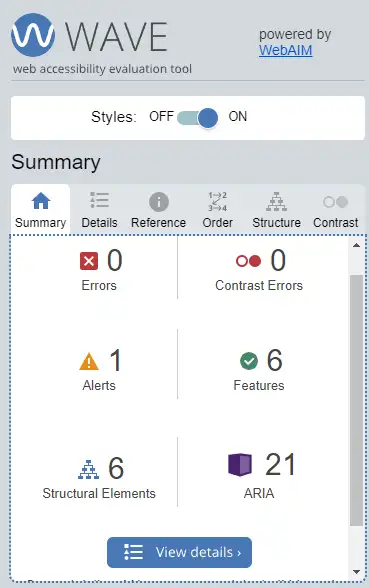 WAVE
web accessibility evaluation tool
powered by
WebAIM
Styles: OFF ON
Summary
Summary Details Reference Order Structure Contrast
0 Errors
0 Contrast Errors
1 Alerts
6 Features
6 Structural Elements
21 ARIA
View details ›